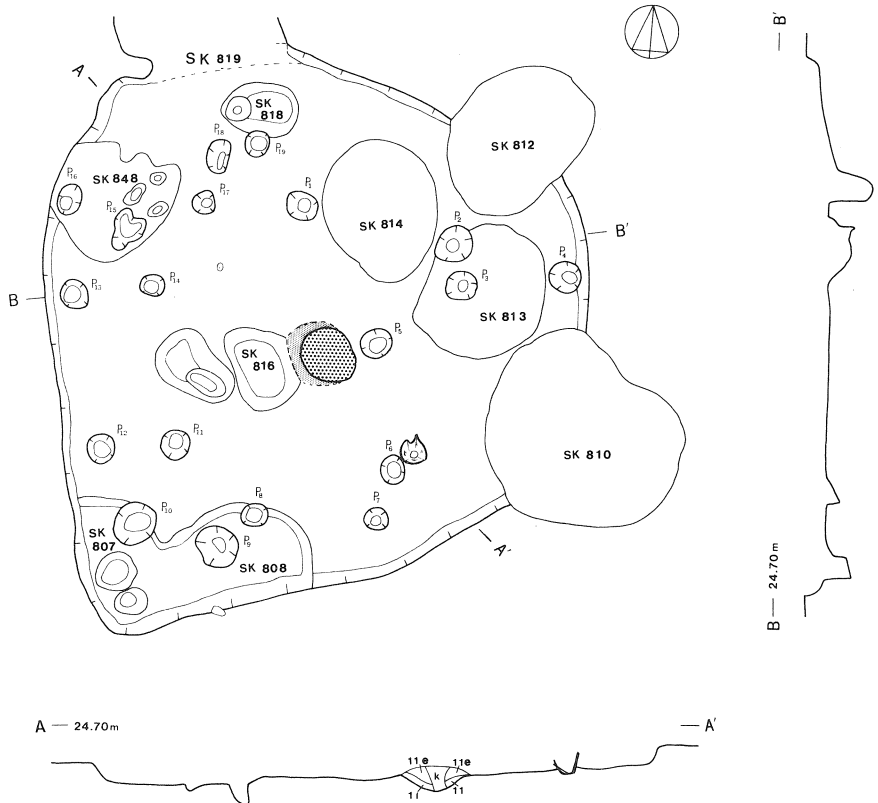 B′
SK 819
A
SK
818
P18
P19
SK 812
SK 848
P16
P15
P17
P1
SK 814
P2
B′
P4
P3
B
P13
P14
SK 813
P5
SK
816
P12
P11
P6
SK 810
P7
P8
P10
SK
807
P9
SK 808
A′
B — 24.70m
A — 24.70m
A′
11e
k
11e
11
11